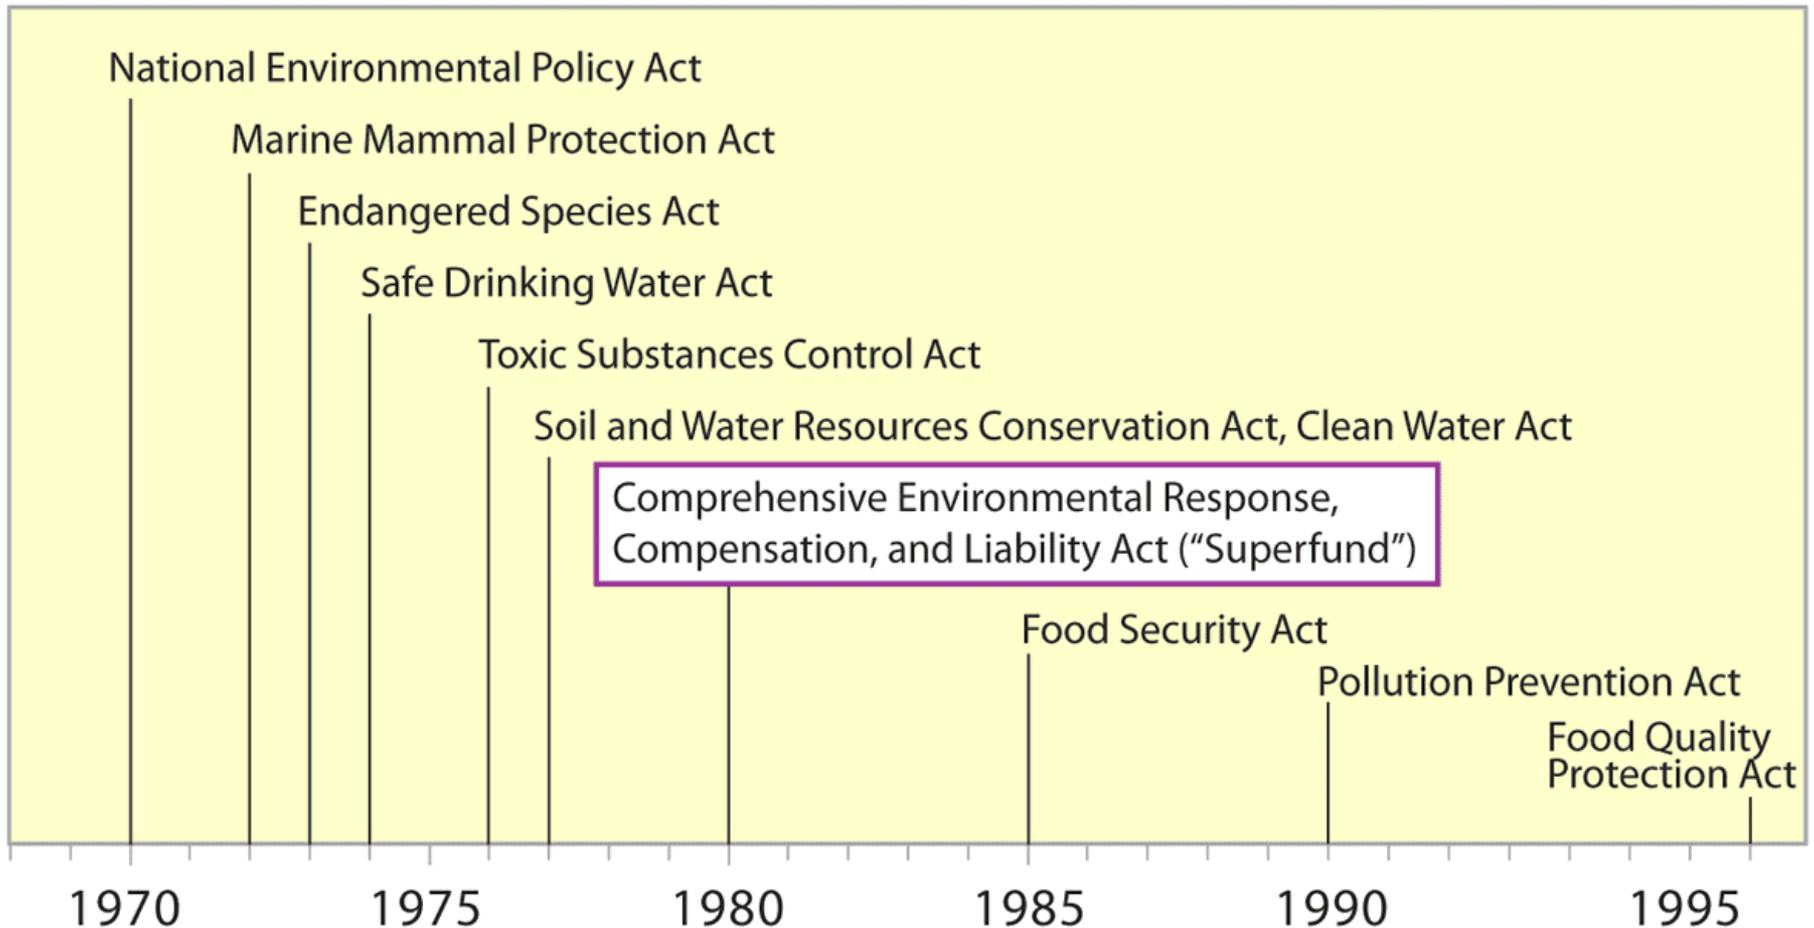 National Environmental Policy Act
Marine Mammal Protection Act
Endangered Species Act
Safe Drinking Water Act
Toxic Substances Control Act
Soil and Water Resources Conservation Act, Clean Water Act
Comprehensive Environmental Response,
Compensation, and Liability Act (“Superfund”)
Food Security Act
Pollution Prevention Act
Food Quality
Protection Act
1970 1975 1980 1985 1990 1995